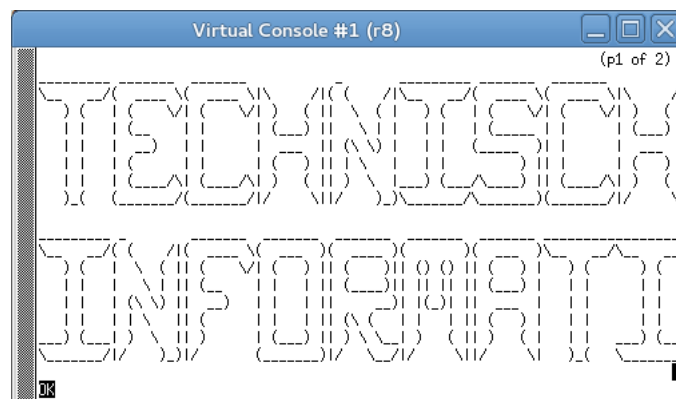 Virtual Console #1 (r8)
(p1 of 2)
TECHNISCH
INFORMATI
OK